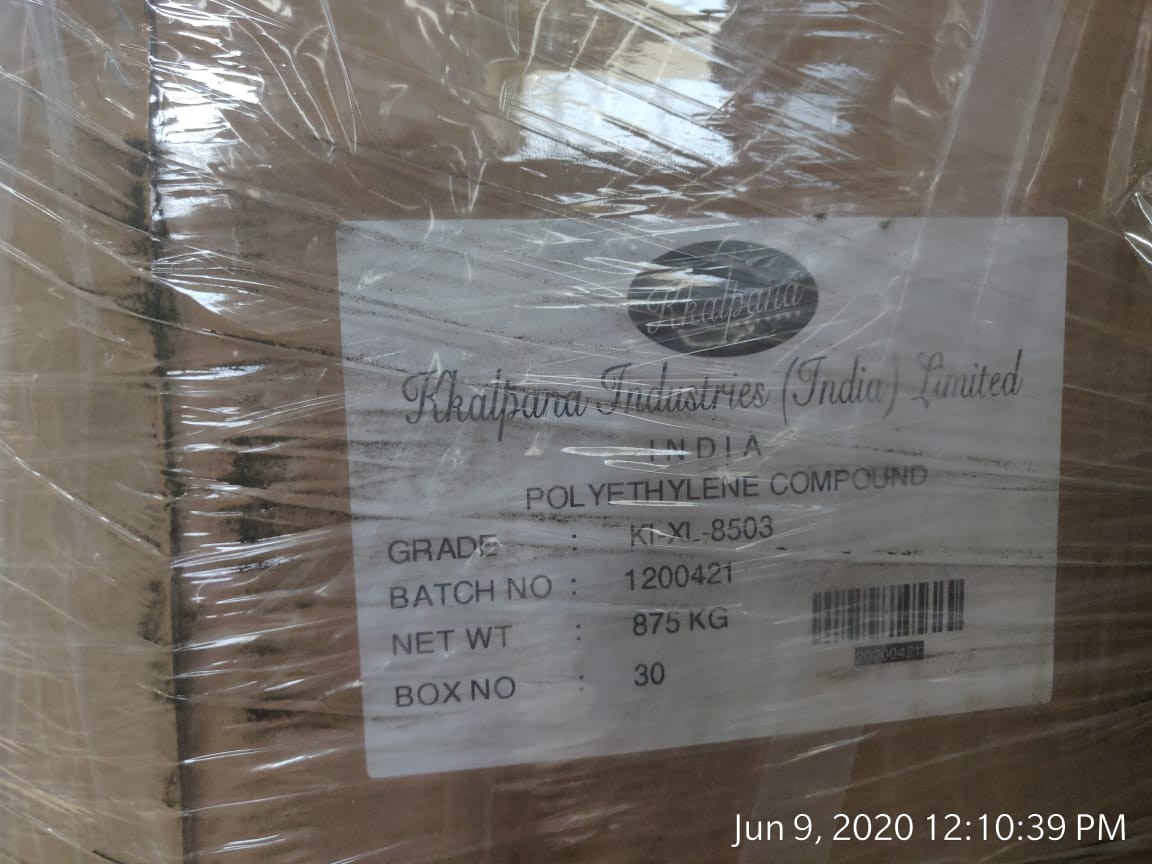 Kkalpana
Kkalpana Industries (India) Limited
INDIA
POLYETHYLENE COMPOUND
GRADE : KI-XL-8503
BATCH NO : 1200421
NET WT : 875 KG
BOX NO : 30
20200421
Jun 9, 2020 12:10:39 PM